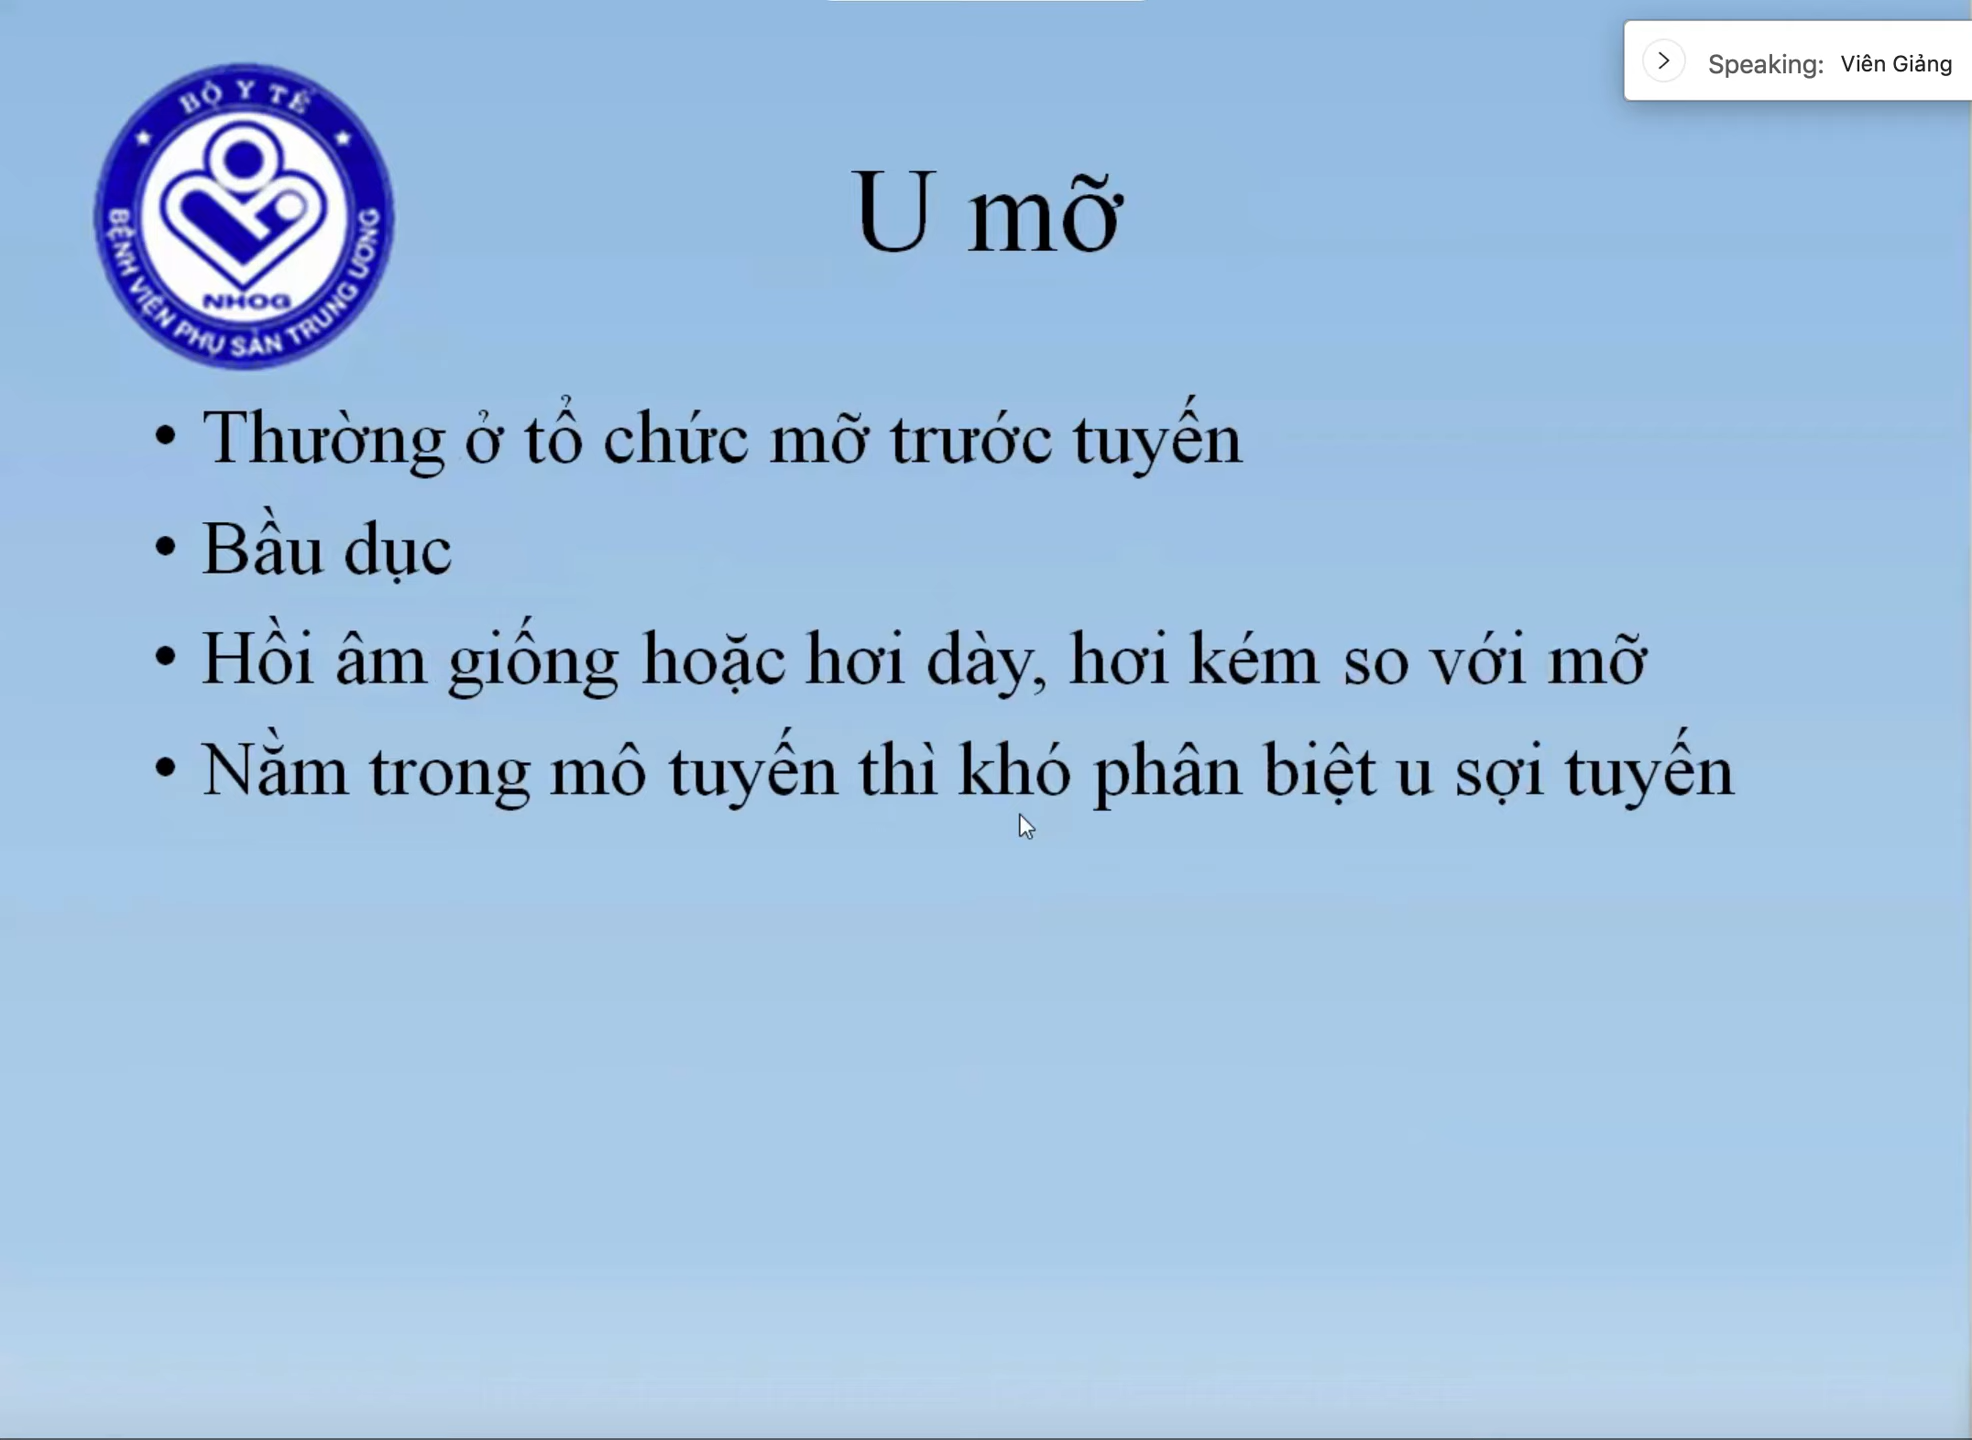 Speaking: Viên Giảng
BỘ Y TẾ
NHOG
BỆNH VIỆN PHỤ SẢN TRUNG ƯƠNG
U mỡ
• Thường ở tổ chức mỡ trước tuyến
• Bầu dục
• Hồi âm giống hoặc hơi dày, hơi kém so với mỡ
• Nằm trong mô tuyến thì khó phân biệt u sợi tuyến